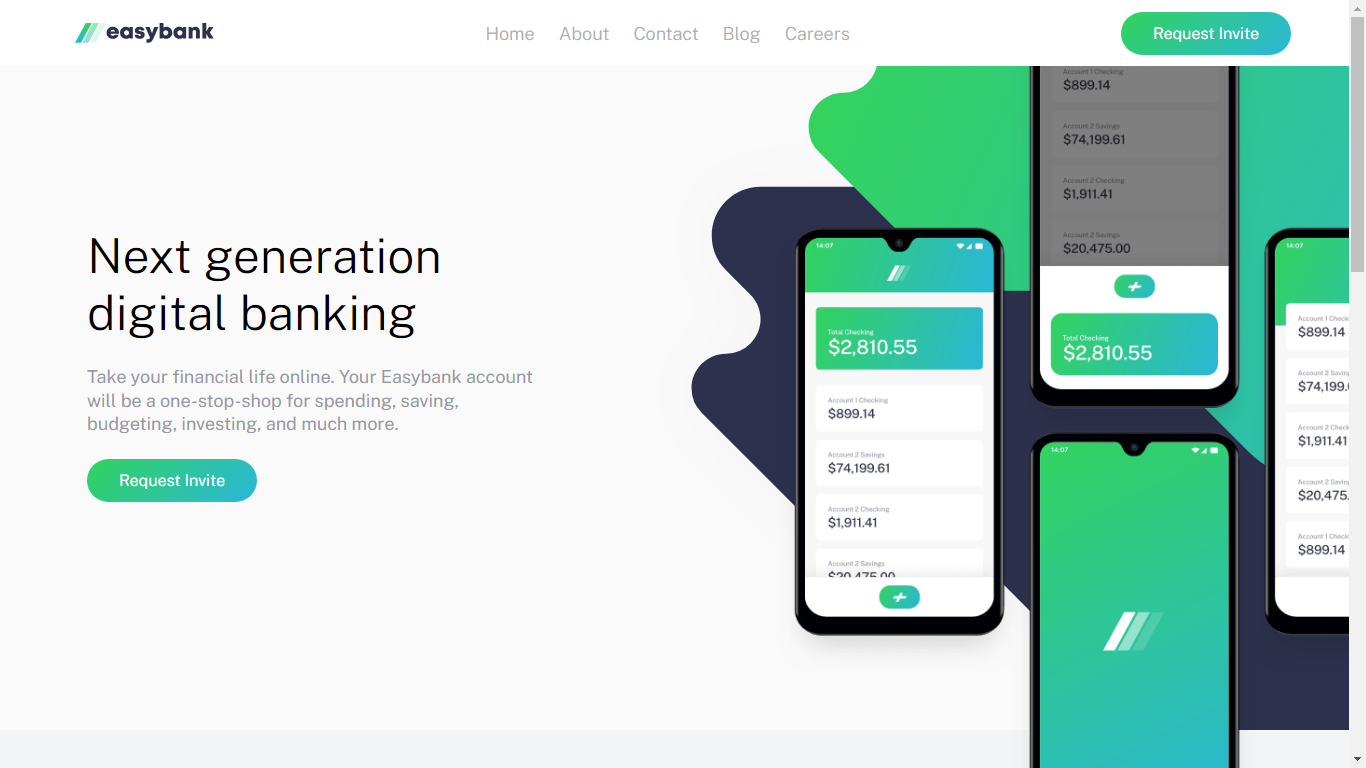 easybank
Home About Contact Blog Careers
Request Invite
Next generation
digital banking
Take your financial life online. Your Easybank account
will be a one-stop-shop for spending, saving,
budgeting, investing, and much more.
Request Invite
14:07
Total Checking
$2,810.55
Account 1 Checking
$899.14
Account 2 Savings
$74,199.61
Account 2 Checking
$1,911.41
Account 2 Savings
$20,475.00
Account 1 Checking
$899.14
Account 2 Savings
$74,199.61
Account 2 Checking
$1,911.41
Account 2 Savings
$20,475.00
Total Checking
$2,810.55
14:07
14:07
Account 1 Check
$899.14
Account 2 Saving
$74,199.
Account 2 Check
$1,911.41
Account 2 Saving
$20,475.
Account 1 Check
$899.14